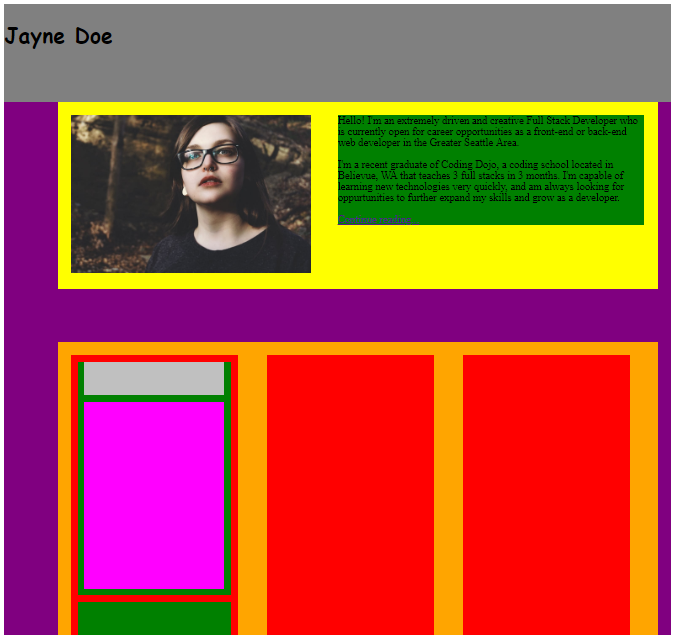 Jayne Doe
Hello! I'm an extremely driven and creative Full Stack Developer who
is currently open for career opportunities as a front-end or back-end
web developer in the Greater Seattle Area.
I'm a recent graduate of Coding Dojo, a coding school located in
Bellevue, WA that teaches 3 full stacks in 3 months. I'm capable of
learning new technologies very quickly, and am always looking for
oppurtunities to further expand my skills and grow as a developer.
Continue reading...